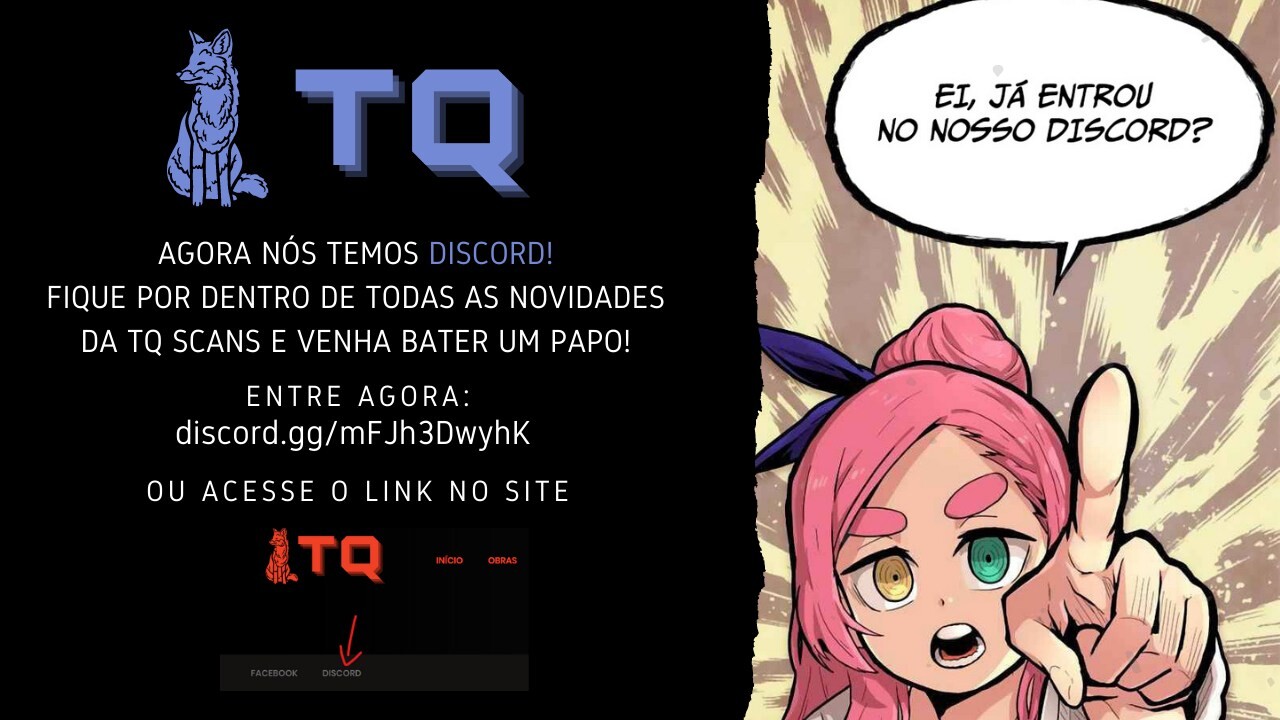 TQ
AGORA NÓS TEMOS DISCORD!
FIQUE POR DENTRO DE TODAS AS NOVIDADES
DA TQ SCANS E VENHA BATER UM PAPO!
ENTRE AGORA:
discord.gg/mFJh3DwyhK
OU ACESSE O LINK NO SITE
TQ
INÍCIO OBRAS
FACEBOOK DISCORD
EI, JÁ ENTROU
NO NOSSO DISCORD?